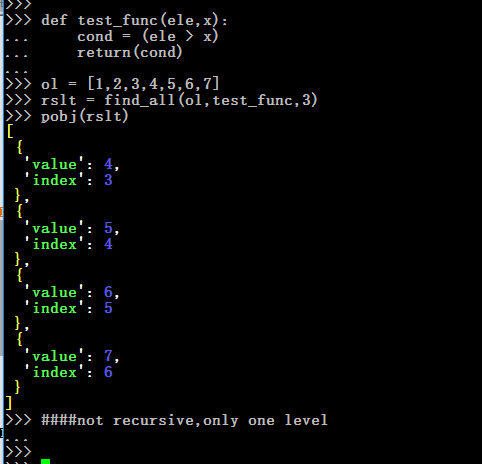 >>>
>>> def test_func(ele,x):
...     cond = (ele > x)
...     return(cond)
...
>>> ol = [1,2,3,4,5,6,7]
>>> rslt = find_all(ol,test_func,3)
>>> pobj(rslt)
[
 {
  'value': 4,
  'index': 3
 },
 {
  'value': 5,
  'index': 4
 },
 {
  'value': 6,
  'index': 5
 },
 {
  'value': 7,
  'index': 6
 }
]
>>> ####not recursive,only one level
...
>>>
>>>